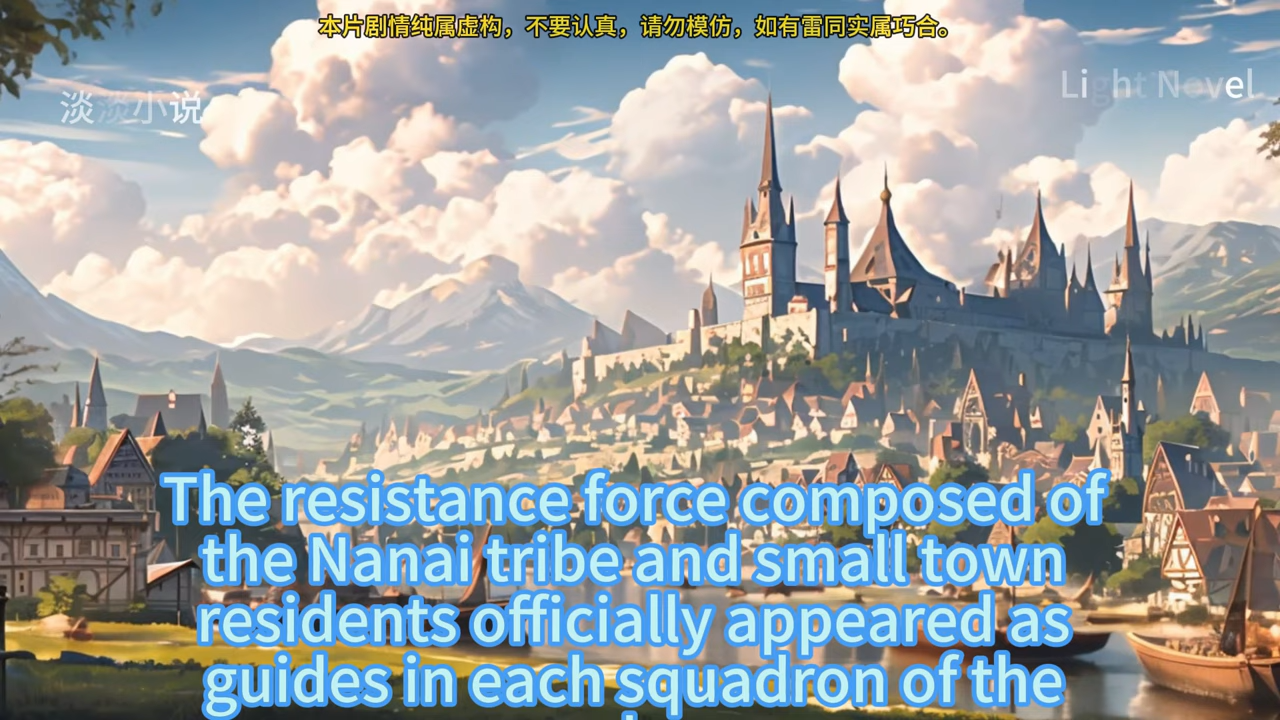 本片剧情纯属虚构，不要认真，请勿模仿，如有雷同实属巧合。
淡淡小说
Light Novel
The resistance force composed of
the Nanai tribe and small town
residents officially appeared as
guides in each squadron of the